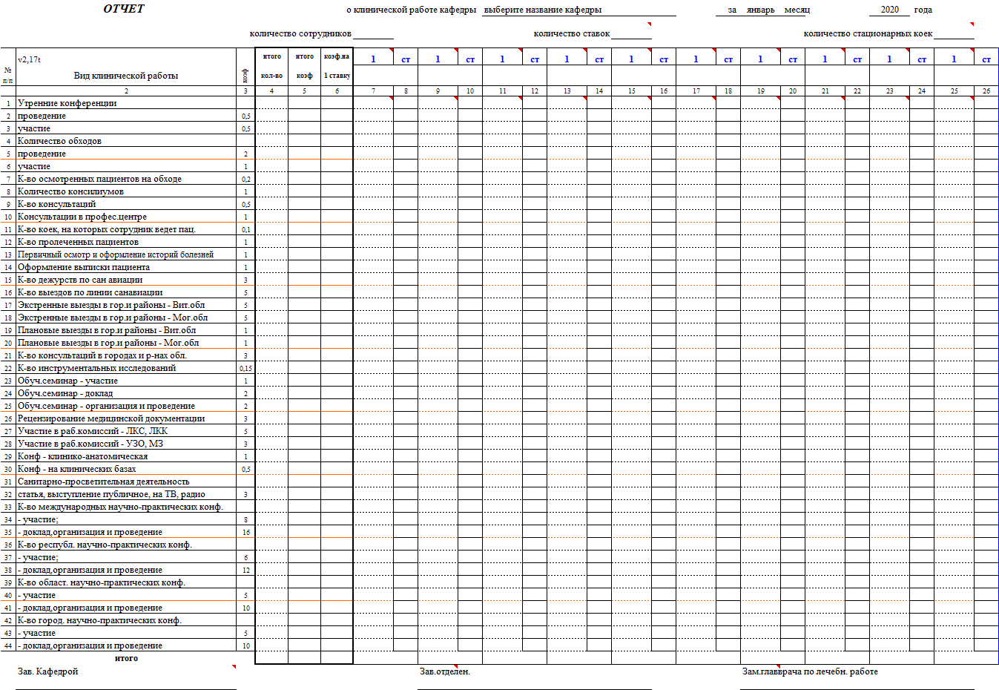 ОТЧЕТ о клинической работе кафедры выберите название кафедры за январь месяц 2020 года
количество сотрудников количество ставок количество стационарных коек
№ п/п v2,17t Вид клинической работы коэф итого кол-во итого коэф коэф.на 1 ставку 1 ст 1 ст 1 ст 1 ст 1 ст 1 ст 1 ст 1 ст 1 ст 1 ст
2 3 4 5 6 7 8 9 10 11 12 13 14 15 16 17 18 19 20 21 22 23 24 25 26
1 Утренние конференции
2 проведение 0,5
3 участие 0,5
4 Количество обходов
5 проведение 2
6 участие 1
7 К-во осмотренных пациентов на обходе 0,2
8 Количество консилиумов 1
9 К-во консультаций 0,5
10 Консультации в профес.центре 1
11 К-во коек, на которых сотрудник ведет пац. 0,1
12 К-во пролеченных пациентов 1
13 Первичный осмотр и оформление историй болезней 1
14 Оформление выписки пациента 1
15 К-во дежурств по сан авиации 3
16 К-во выездов по линии санавиации 5
17 Экстренные выезды в гор.и районы - Вит.обл 5
18 Экстренные выезды в гор.и районы - Мог.обл 5
19 Плановые выезды в гор.и районы - Вит.обл 1
20 Плановые выезды в гор.и районы - Мог.обл 1
21 К-во консультаций в городах и р-нах обл. 3
22 К-во инструментальных исследований 0,15
23 Обуч.семинар - участие 1
24 Обуч.семинар - доклад 2
25 Обуч.семинар - организация и проведение 2
26 Рецензирование медицинской документации 3
27 Участие в раб.комиссий - ЛКС, ЛКК 5
28 Участие в раб.комиссий - УЗО, МЗ 3
29 Конф - клинико-анатомическая 1
30 Конф - на клинических базах 0,5
31 Санитарно-просветительная деятельность
32 статья, выступление публичное, на ТВ, радио 3
33 К-во международных научно-практических конф.
34 - участие; 8
35 - доклад,организация и проведение 16
36 К-во республ. научно-практических конф.
37 - участие; 6
38 - доклад,организация и проведение 12
39 К-во област. научно-практических конф.
40 - участие 5
41 - доклад,организация и проведение 10
42 К-во город. научно-практических конф.
43 - участие 5
44 - доклад,организация и проведение 10
итого
Зав. Кафедрой Зав.отделен. Зам.главврача по лечебн. работе